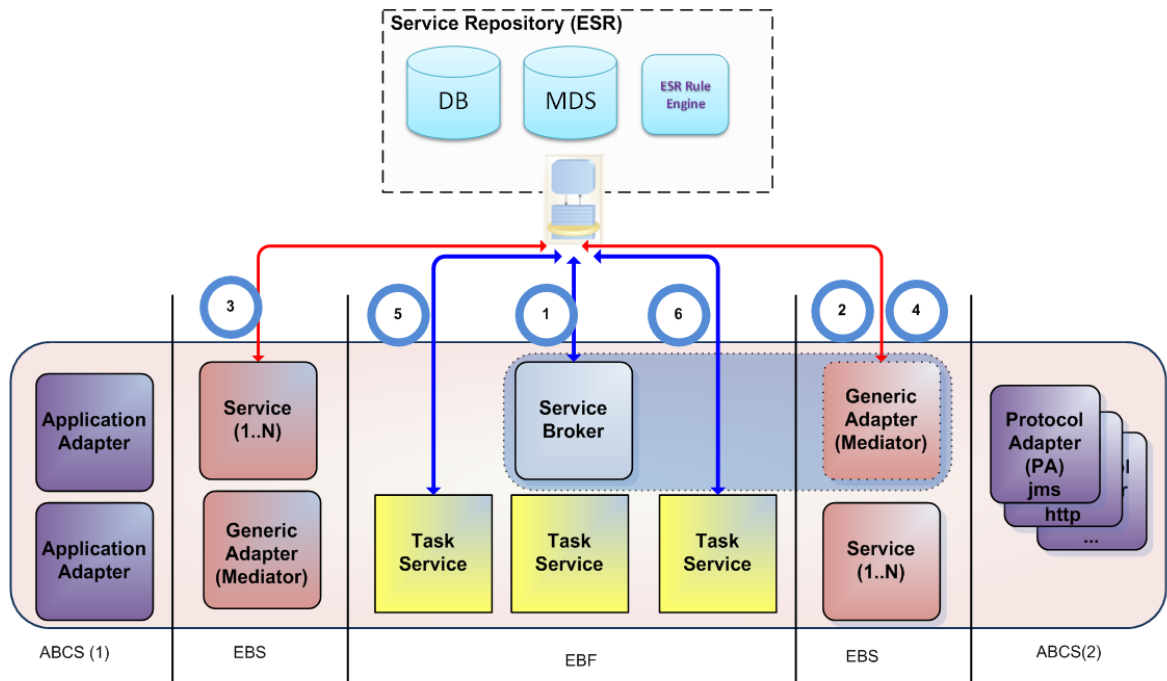 Service Repository (ESR)
DB
MDS
ESR Rule
Engine
3
5
1
6
2
4
Application
Adapter
Service
(1..N)
Service
Broker
Generic
Adapter
(Mediator)
Protocol
Adapter
(PA)
jms
http
...
ol
r
Application
Adapter
Generic
Adapter
(Mediator)
Task
Service
Task
Service
Task
Service
Service
(1..N)
ABCS (1)
EBS
EBF
EBS
ABCS(2)